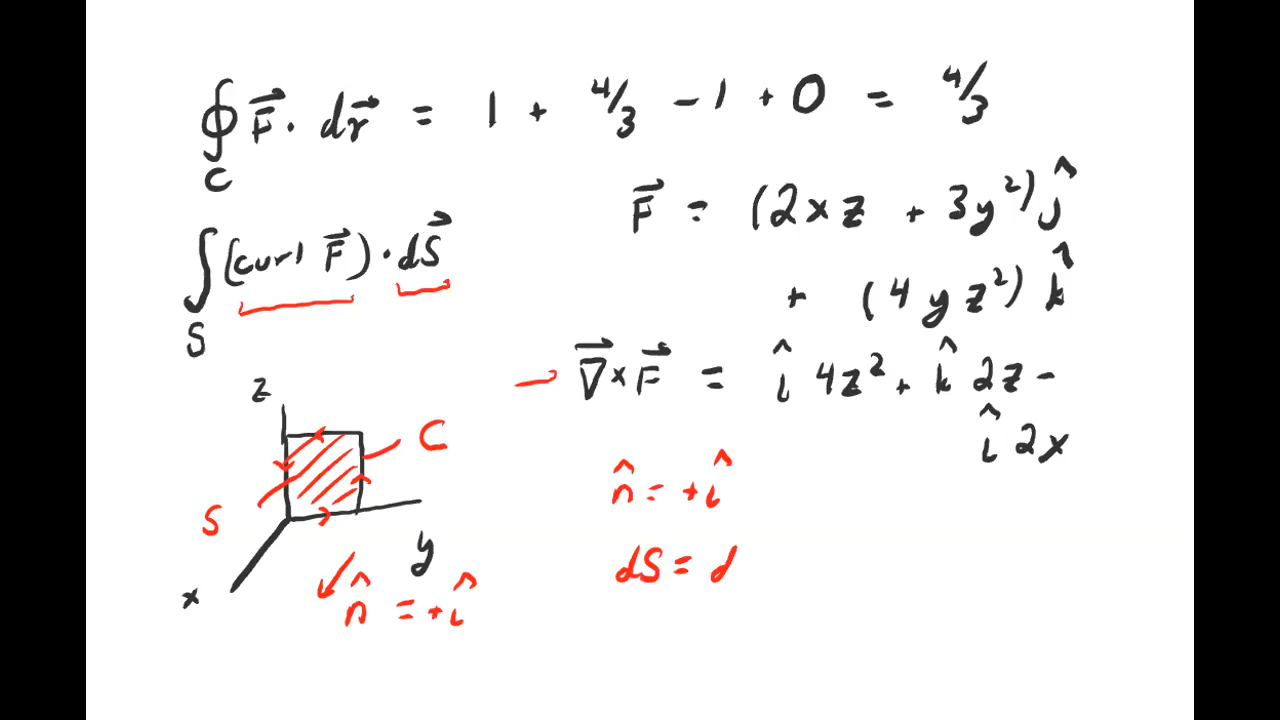 ∮_C F⃗ · dr⃗ = 1 + 4/3 - 1 + 0 = 4/3
F⃗ = (2xz + 3y²) ĵ
+ (4yz²) k̂
∫_S (curl F⃗) · dS⃗
∇⃗ × F⃗ = î 4z² + k̂ 2z -
î 2x
z
C
S
y
x
n̂ = +î
n̂ = +î
dS = d